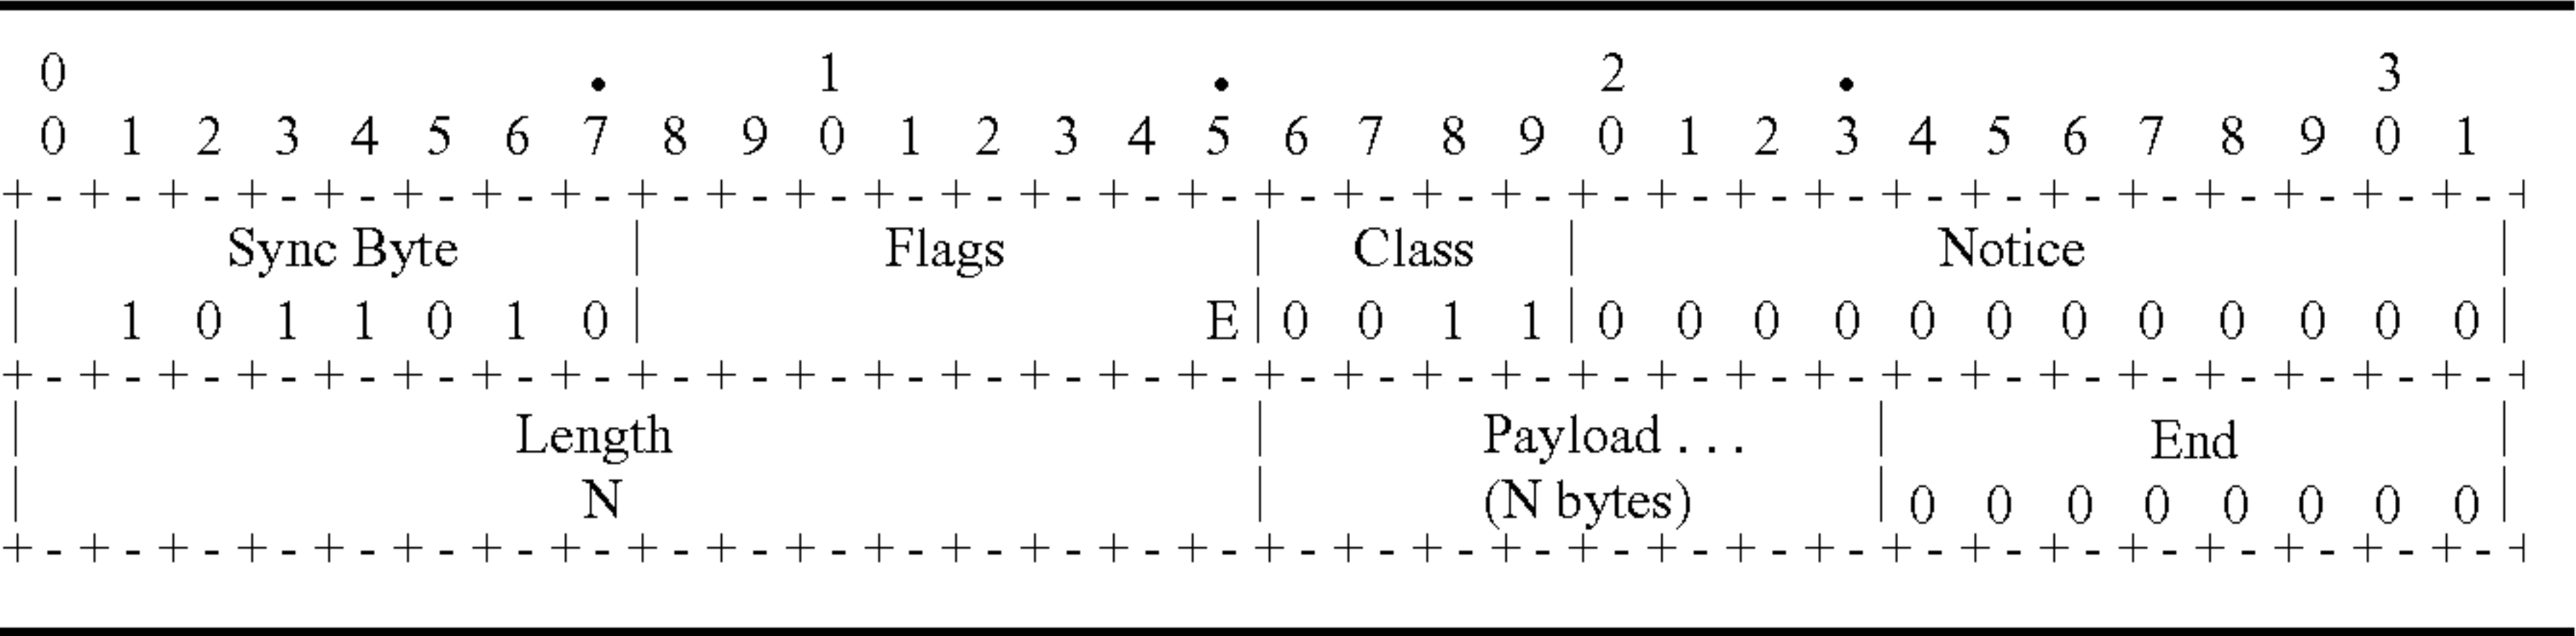 0 • 1 • 2 • 3
0 1 2 3 4 5 6 7 8 9 0 1 2 3 4 5 6 7 8 9 0 1 2 3 4 5 6 7 8 9 0 1
+-+-+-+-+-+-+-+-+-+-+-+-+-+-+-+-+-+-+-+-+-+-+-+-+-+-+-+-+-+-+-+-+
| Sync Byte | Flags | Class | Notice |
| 1 0 1 1 0 1 0 | E | 0 0 1 1 | 0 0 0 0 0 0 0 0 0 0 0 0 |
+-+-+-+-+-+-+-+-+-+-+-+-+-+-+-+-+-+-+-+-+-+-+-+-+-+-+-+-+-+-+-+-+
| Length | Payload . . . | End |
| N | (N bytes) | 0 0 0 0 0 0 0 0 |
+-+-+-+-+-+-+-+-+-+-+-+-+-+-+-+-+-+-+-+-+-+-+-+-+-+-+-+-+-+-+-+-+